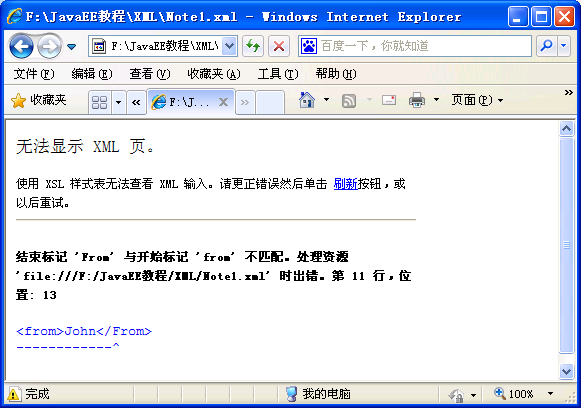 F:\JavaEE教程\XML\Note1.xml - Windows Internet Explorer
F:\JavaEE教程\XML\ 百度一下，你就知道
文件(F) 编辑(E) 查看(V) 收藏夹(A) 工具(T) 帮助(H)
收藏夹 F:\J... 页面(P)
无法显示 XML 页。
使用 XSL 样式表无法查看 XML 输入。请更正错误然后单击 刷新按钮，或
以后重试。
结束标记 'From' 与开始标记 'from' 不匹配。处理资源
'file:///F:/JavaEE教程/XML/Note1.xml' 时出错。第 11 行，位
置: 13
<from>John</From>
------------^
完成 我的电脑 100%